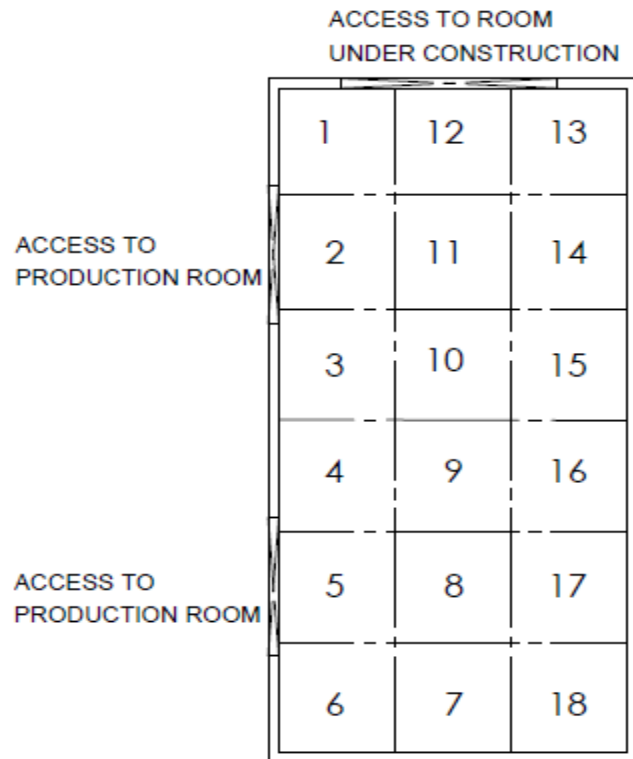 ACCESS TO ROOM
UNDER CONSTRUCTION
1 12 13
ACCESS TO
PRODUCTION ROOM
2 11 14
3 10 15
4 9 16
ACCESS TO
PRODUCTION ROOM
5 8 17
6 7 18